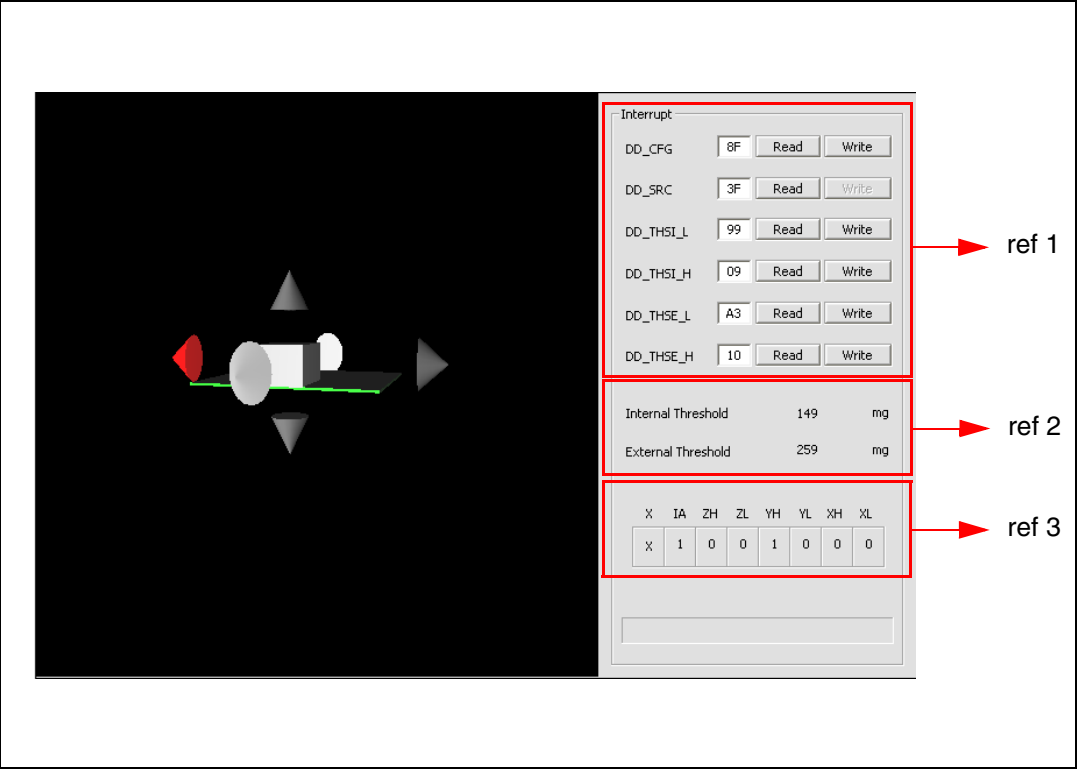 Interrupt
DD_CFG 8F Read Write
DD_SRC 3F Read Write
DD_THSI_L 99 Read Write
ref 1
DD_THSI_H 09 Read Write
DD_THSE_L A3 Read Write
DD_THSE_H 10 Read Write
Internal Threshold 149 mg
ref 2
External Threshold 259 mg
X IA ZH ZL YH YL XH XL
ref 3
X 1 0 0 1 0 0 0